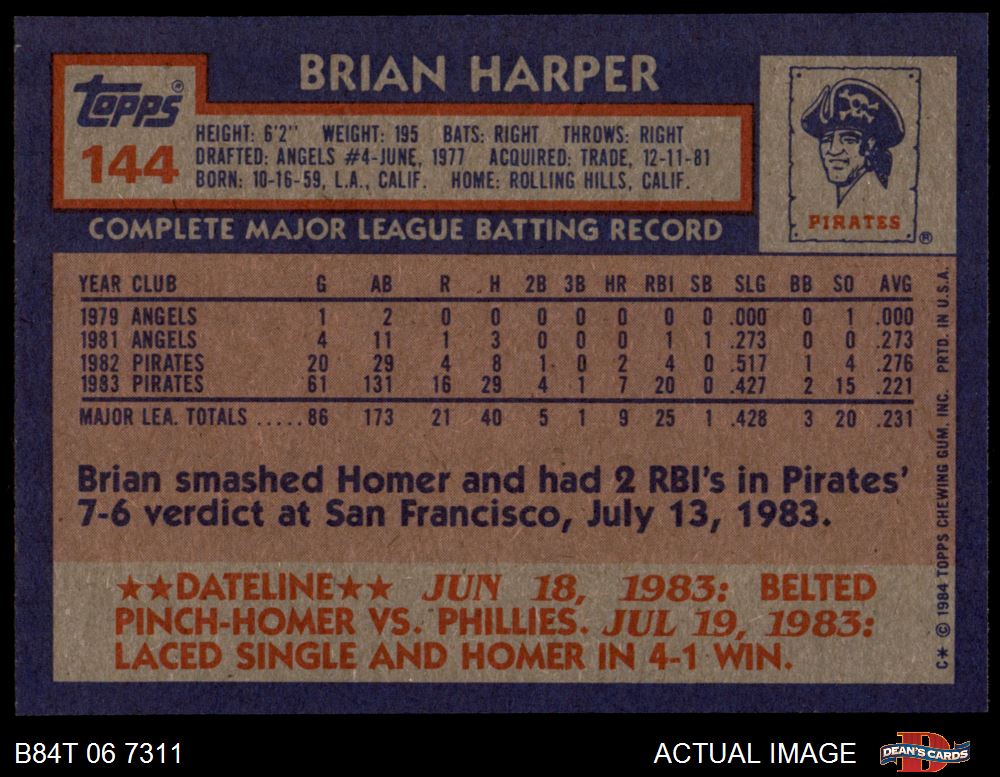 BRIAN HARPER
Topps®
144
HEIGHT: 6'2" WEIGHT: 195 BATS: RIGHT THROWS: RIGHT
DRAFTED: ANGELS #4-JUNE, 1977 ACQUIRED: TRADE, 12-11-81
BORN: 10-16-59, L.A., CALIF. HOME: ROLLING HILLS, CALIF.
PIRATES ®
COMPLETE MAJOR LEAGUE BATTING RECORD
YEAR CLUB G AB R H 2B 3B HR RBI SB SLG BB SO AVG
1979 ANGELS 1 2 0 0 0 0 0 0 0 .000 0 1 .000
1981 ANGELS 4 11 1 3 0 0 0 1 1 .273 0 0 .273
1982 PIRATES 20 29 4 8 1 0 2 4 0 .517 1 4 .276
1983 PIRATES 61 131 16 29 4 1 7 20 0 .427 2 15 .221
MAJOR LEA. TOTALS ..... 86 173 21 40 5 1 9 25 1 .428 3 20 .231
Brian smashed Homer and had 2 RBI's in Pirates'
7-6 verdict at San Francisco, July 13, 1983.
★★DATELINE★★ JUN 18, 1983: BELTED
PINCH-HOMER VS. PHILLIES. JUL 19, 1983:
LACED SINGLE AND HOMER IN 4-1 WIN.
C* © 1984 TOPPS CHEWING GUM, INC. PRTD. IN U.S.A.
B84T 06 7311
ACTUAL IMAGE
D
DEAN'S CARDS